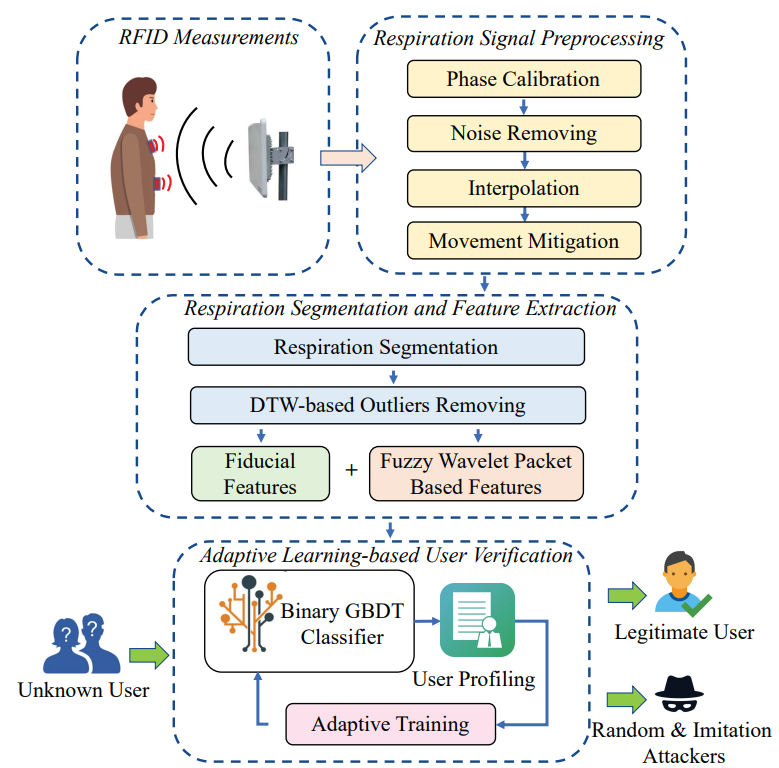 RFID Measurements
Respiration Signal Preprocessing
Phase Calibration
Noise Removing
Interpolation
Movement Mitigation
Respiration Segmentation and Feature Extraction
Respiration Segmentation
DTW-based Outliers Removing
Fiducial
Features
+
Fuzzy Wavelet Packet
Based Features
Adaptive Learning-based User Verification
? ?
Unknown User
Binary GBDT
Classifier
User Profiling
Adaptive Training
Legitimate User
Random & Imitation
Attackers